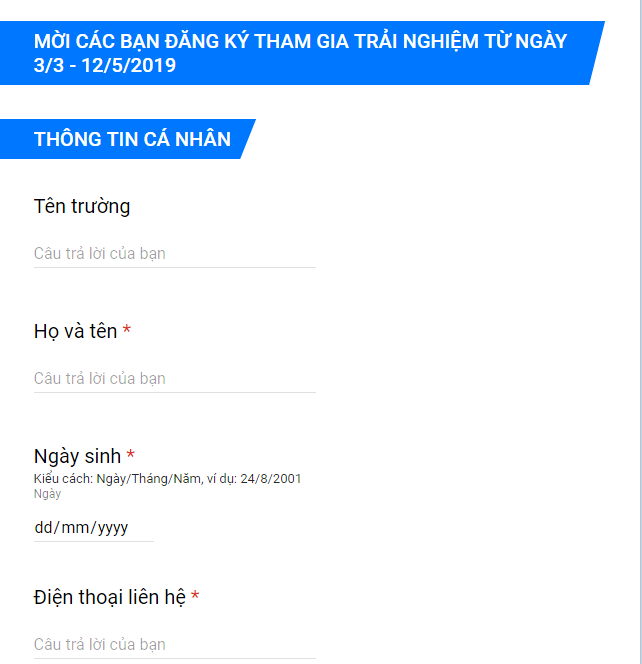 MỜI CÁC BẠN ĐĂNG KÝ THAM GIA TRẢI NGHIỆM TỪ NGÀY
3/3 - 12/5/2019
THÔNG TIN CÁ NHÂN
Tên trường
Câu trả lời của bạn
Họ và tên *
Câu trả lời của bạn
Ngày sinh *
Kiểu cách: Ngày/Tháng/Năm, ví dụ: 24/8/2001
Ngày
dd/mm/yyyy
Điện thoại liên hệ *
Câu trả lời của bạn